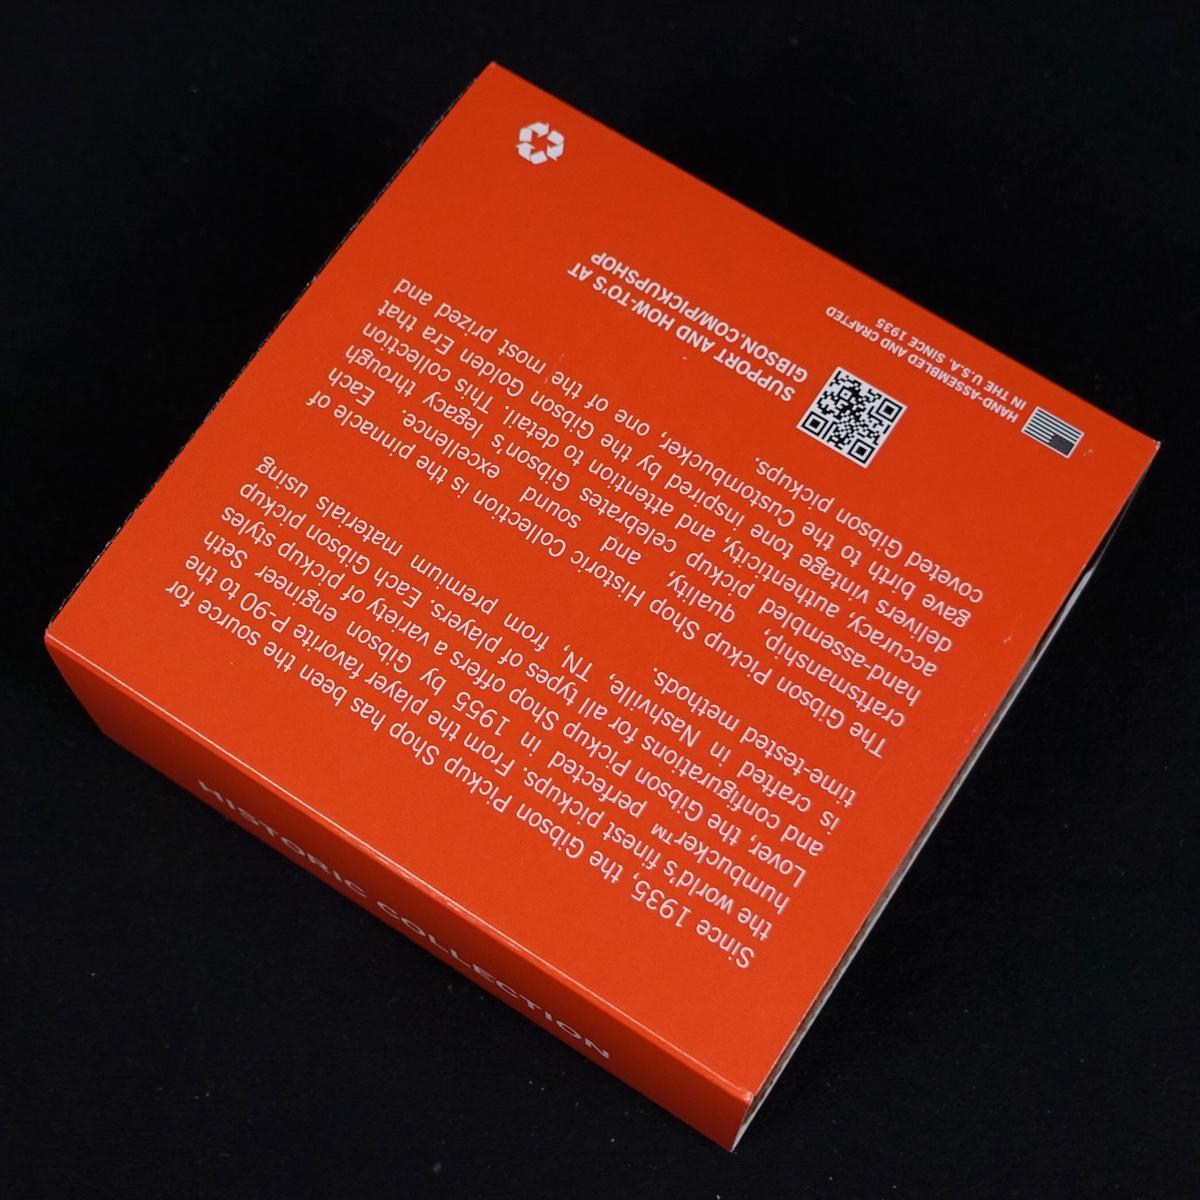 Since 1935, the Gibson Pickup Shop has been the source for
the world's finest pickups. From the player favorite P-90 to the
humbucker™ perfected in 1955 by Gibson engineer Seth
Lover, the Gibson Pickup Shop offers a variety of pickup styles
and configurations for all types of players. Each Gibson pickup
is crafted in Nashville, TN, from premium materials using
time-tested methods.
The Gibson Pickup Shop Historic Collection is the pinnacle of
craftsmanship, quality, and sound excellence. Each
hand-assembled pickup celebrates Gibson's legacy through
accuracy, authenticity, and attention to detail. This collection
delivers vintage tone inspired by the Gibson Golden Era that
gave birth to the Custombucker, one of the most prized and
coveted Gibson pickups.
SUPPORT AND HOW-TO'S AT
GIBSON.COM/PICKUPSHOP
HAND-ASSEMBLED AND CRAFTED
IN THE U.S.A. SINCE 1935
HISTORIC COLLECTION